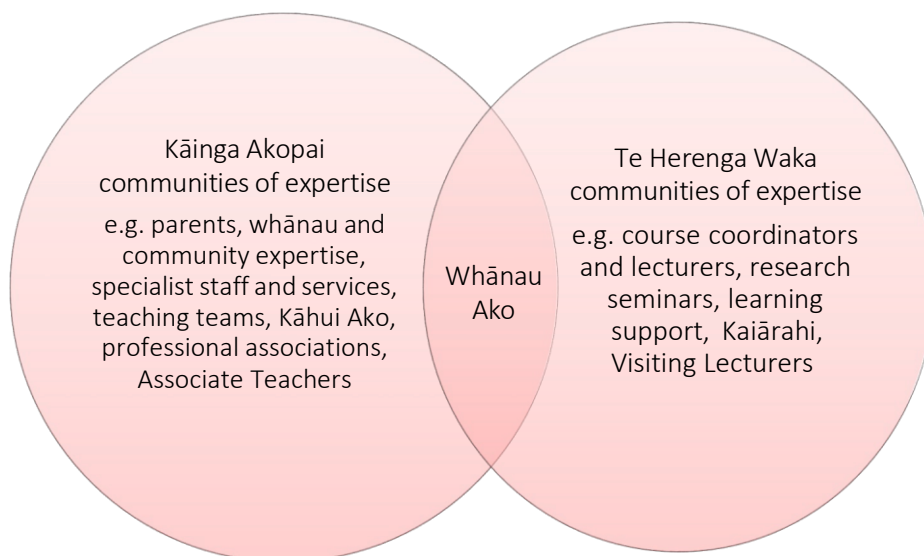 Kāinga Akopai
communities of expertise
e.g. parents, whānau and
community expertise,
specialist staff and services,
teaching teams, Kāhui Ako,
professional associations,
Associate Teachers
Whānau
Ako
Te Herenga Waka
communities of expertise
e.g. course coordinators
and lecturers, research
seminars, learning
support, Kaiārahi,
Visiting Lecturers